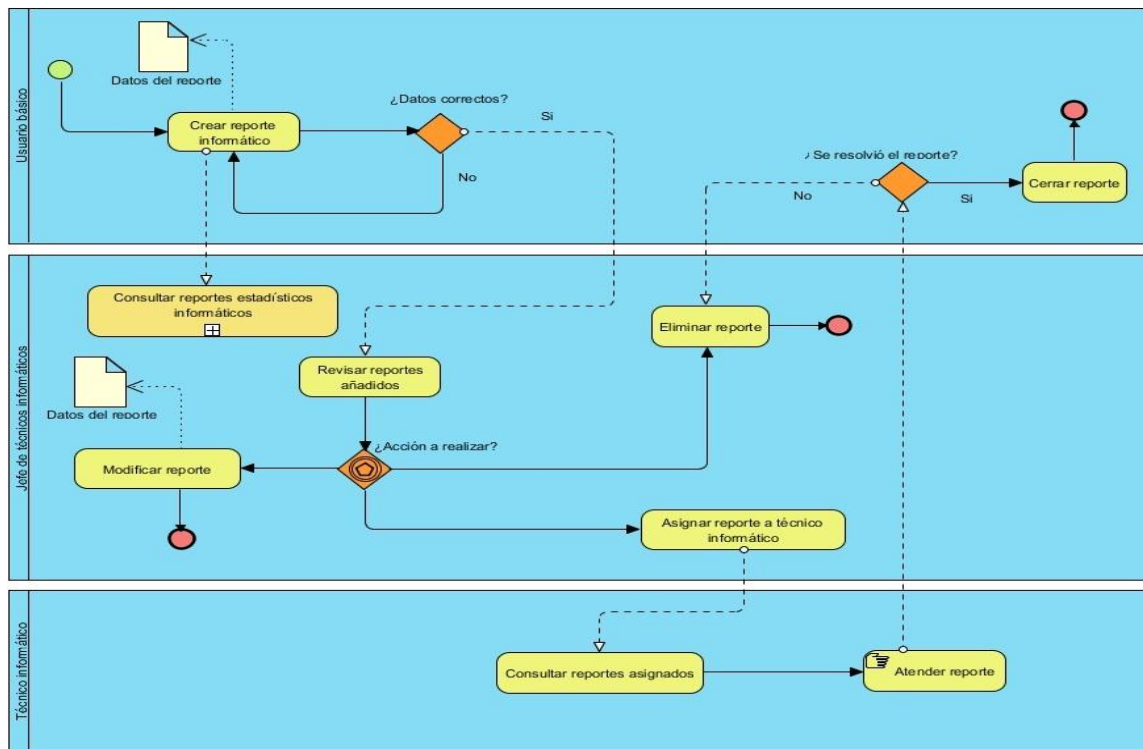 Usuario básico
Datos del reporte
Crear reporte
informático
¿Datos correctos?
Si
No
¿Se resolvió el reporte?
No
Si
Cerrar reporte
Jefe de técnicos informáticos
Consultar reportes estadísticos
informáticos
Eliminar reporte
Revisar reportes
añadidos
Datos del reporte
¿Acción a realizar?
Modificar reporte
Asignar reporte a técnico
informático
Técnico informático
Consultar reportes asignados
Atender reporte